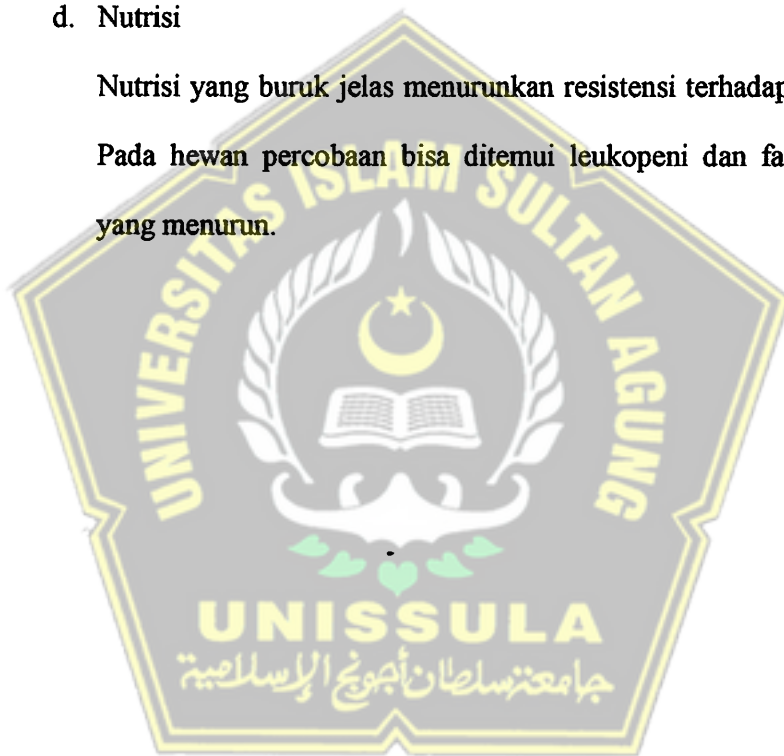 d. Nutrisi
Nutrisi yang buruk jelas menurunkan resistensi terhadap
Pada hewan percobaan bisa ditemui leukopeni dan fa
yang menurun.
UNIVERSITAS ISLAM SULTAN AGUNG
UNISSULA
جامعة سلطان أجونج الإسلامية